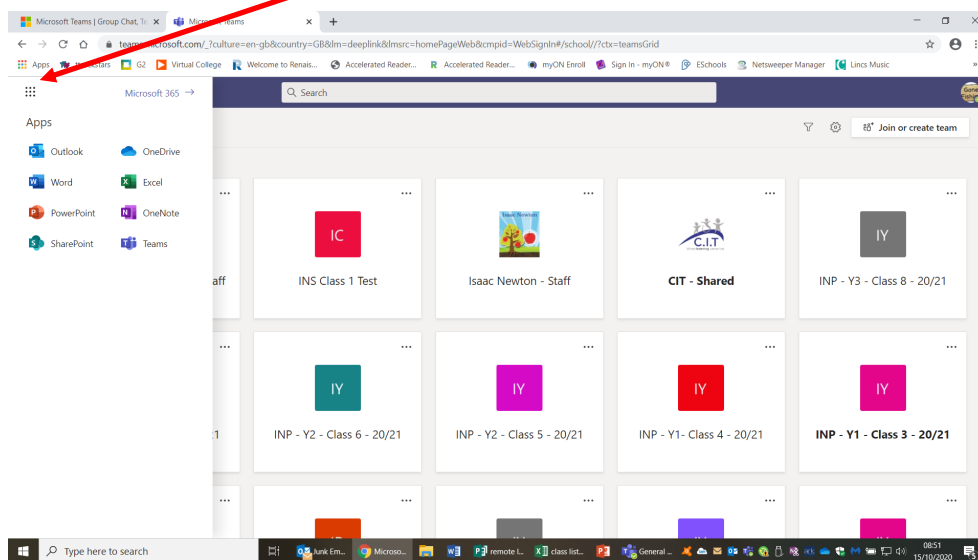 Microsoft Teams | Group Chat, Te
Teams
teams.microsoft.com/_?culture=en-gb&country=GB&lm=deeplink&lmsrc=homePageWeb&cmpid=WebSignIn#/school//?ctx=teamsGrid
Apps G2 Virtual College Welcome to Renais... Accelerated Reader... Accelerated Reader... myON Enroll Sign In - myON® ESchools Netsweeper Manager Lincs Music
Microsoft 365 →
Search
Apps
Join or create team
Outlook OneDrive
Word Excel
PowerPoint OneNote
SharePoint Teams
IC
Isaac Newton
C.I.T
IY
aff
INS Class 1 Test
Isaac Newton - Staff
CIT - Shared
INP - Y3 - Class 8 - 20/21
IY
IY
IY
IY
:1
INP - Y2 - Class 6 - 20/21
INP - Y2 - Class 5 - 20/21
INP - Y1- Class 4 - 20/21
INP - Y1 - Class 3 - 20/21
Type here to search
Junk Em...
Microso...
remote l...
class list...
General ...
08:51
15/10/2020